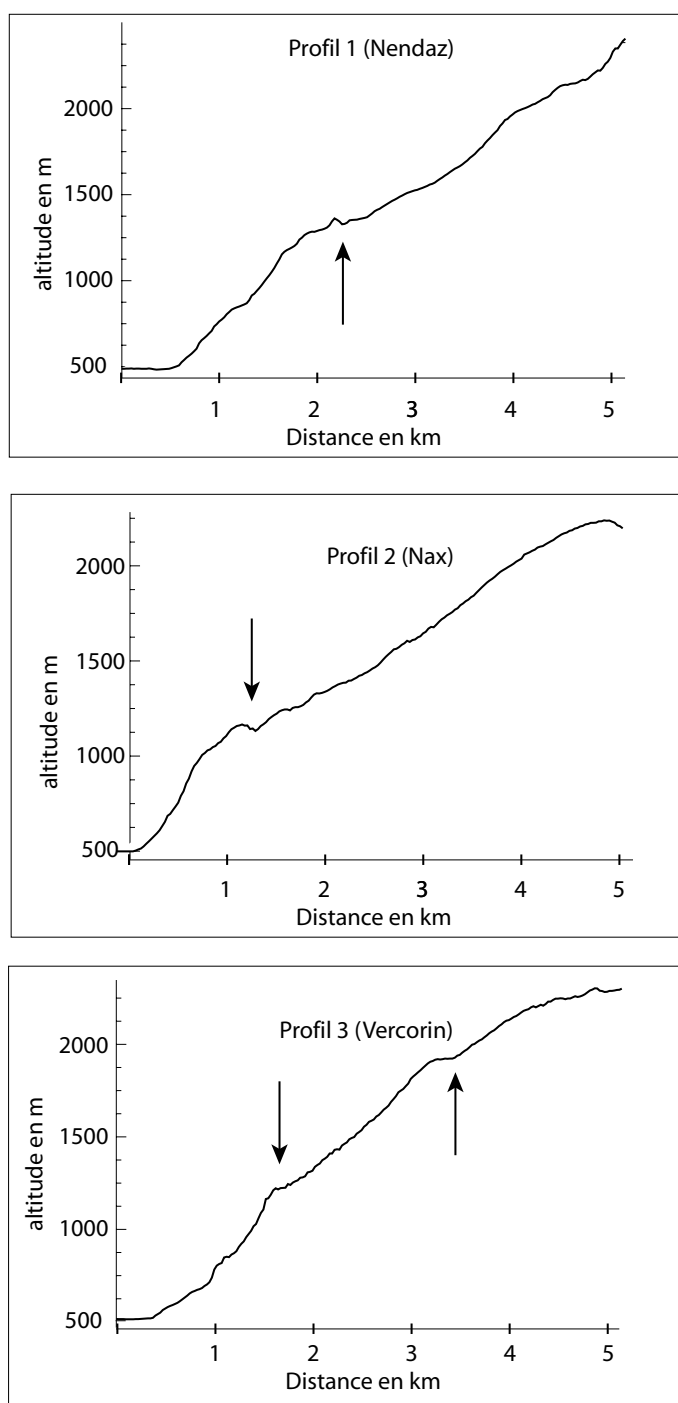 Profil 1 (Nendaz)
altitude en m
2000
1500
1000
500
1 2 3 4 5
Distance en km
Profil 2 (Nax)
altitude en m
2000
1500
1000
500
1 2 3 4 5
Distance en km
Profil 3 (Vercorin)
altitude en m
2000
1500
1000
500
1 2 3 4 5
Distance en km